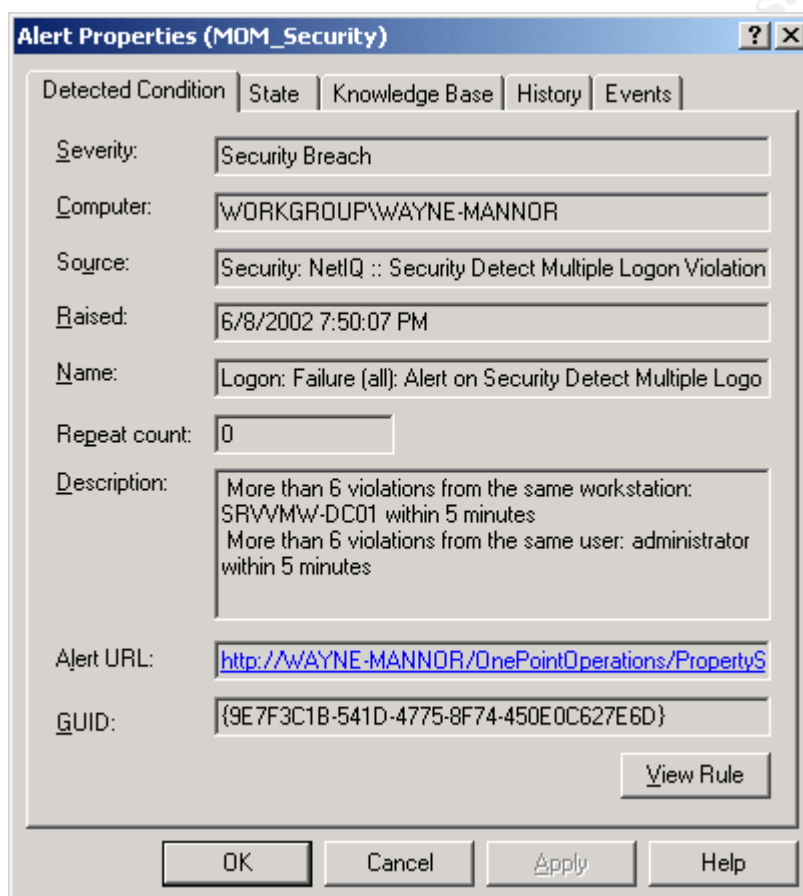 Alert Properties (MOM_Security)
Detected Condition
State
Knowledge Base
History
Events
Severity:
Security Breach
Computer:
WORKGROUP\WAYNE-MANNOR
Source:
Security: NetIQ :: Security Detect Multiple Logon Violation
Raised:
6/8/2002 7:50:07 PM
Name:
Logon: Failure (all): Alert on Security Detect Multiple Logo
Repeat count:
0
Description:
More than 6 violations from the same workstation:
SRVVMW-DC01 within 5 minutes
More than 6 violations from the same user: administrator
within 5 minutes
Alert URL:
http://WAYNE-MANNOR/OnePointOperations/PropertyS
GUID:
{9E7F3C1B-541D-4775-8F74-450E0C627E6D}
View Rule
OK
Cancel
Apply
Help